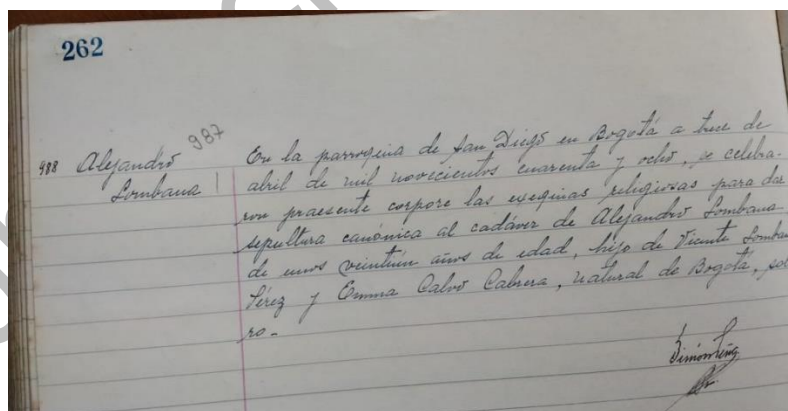 262
987
488 Alejandro
Lombana
En la parroquia de San Diego en Bogotá a trece de
abril de mil novecientos cuarenta y ocho, se celebra-
ron praesente corpore las exequias religiosas para dar
sepultura canónica al cadáver de Alejandro Lombana
de unos veintiún años de edad, hijo de Vicente Lomban
Pérez y Emma Calvo Cabrera, natural de Bogotá, sol
ro-
Simón